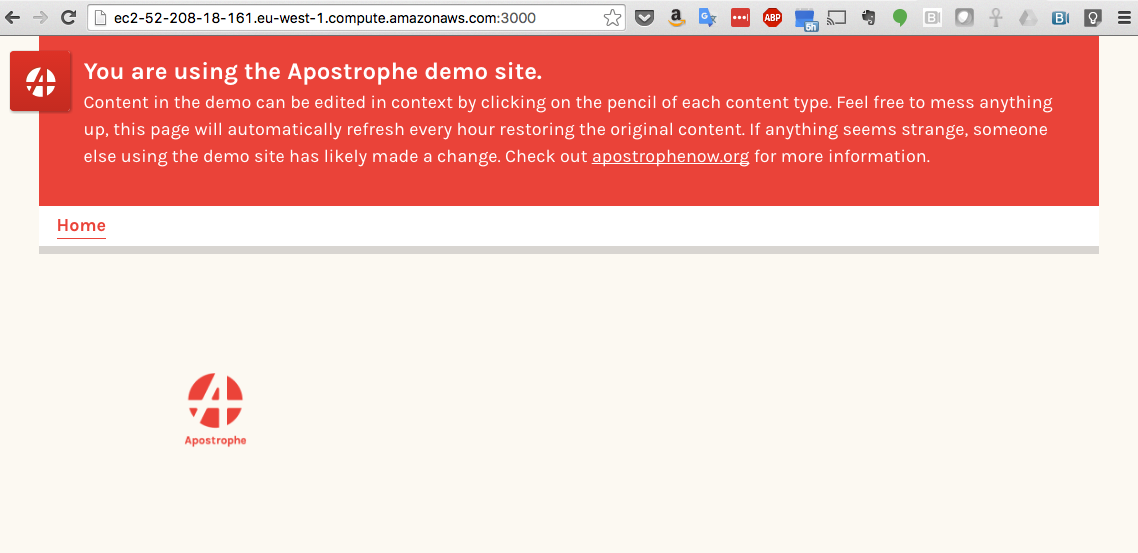 ec2-52-208-18-161.eu-west-1.compute.amazonaws.com:3000
ABP
6h
You are using the Apostrophe demo site.
Content in the demo can be edited in context by clicking on the pencil of each content type. Feel free to mess anything
up, this page will automatically refresh every hour restoring the original content. If anything seems strange, someone
else using the demo site has likely made a change. Check out apostrophenow.org for more information.
Home
Apostrophe